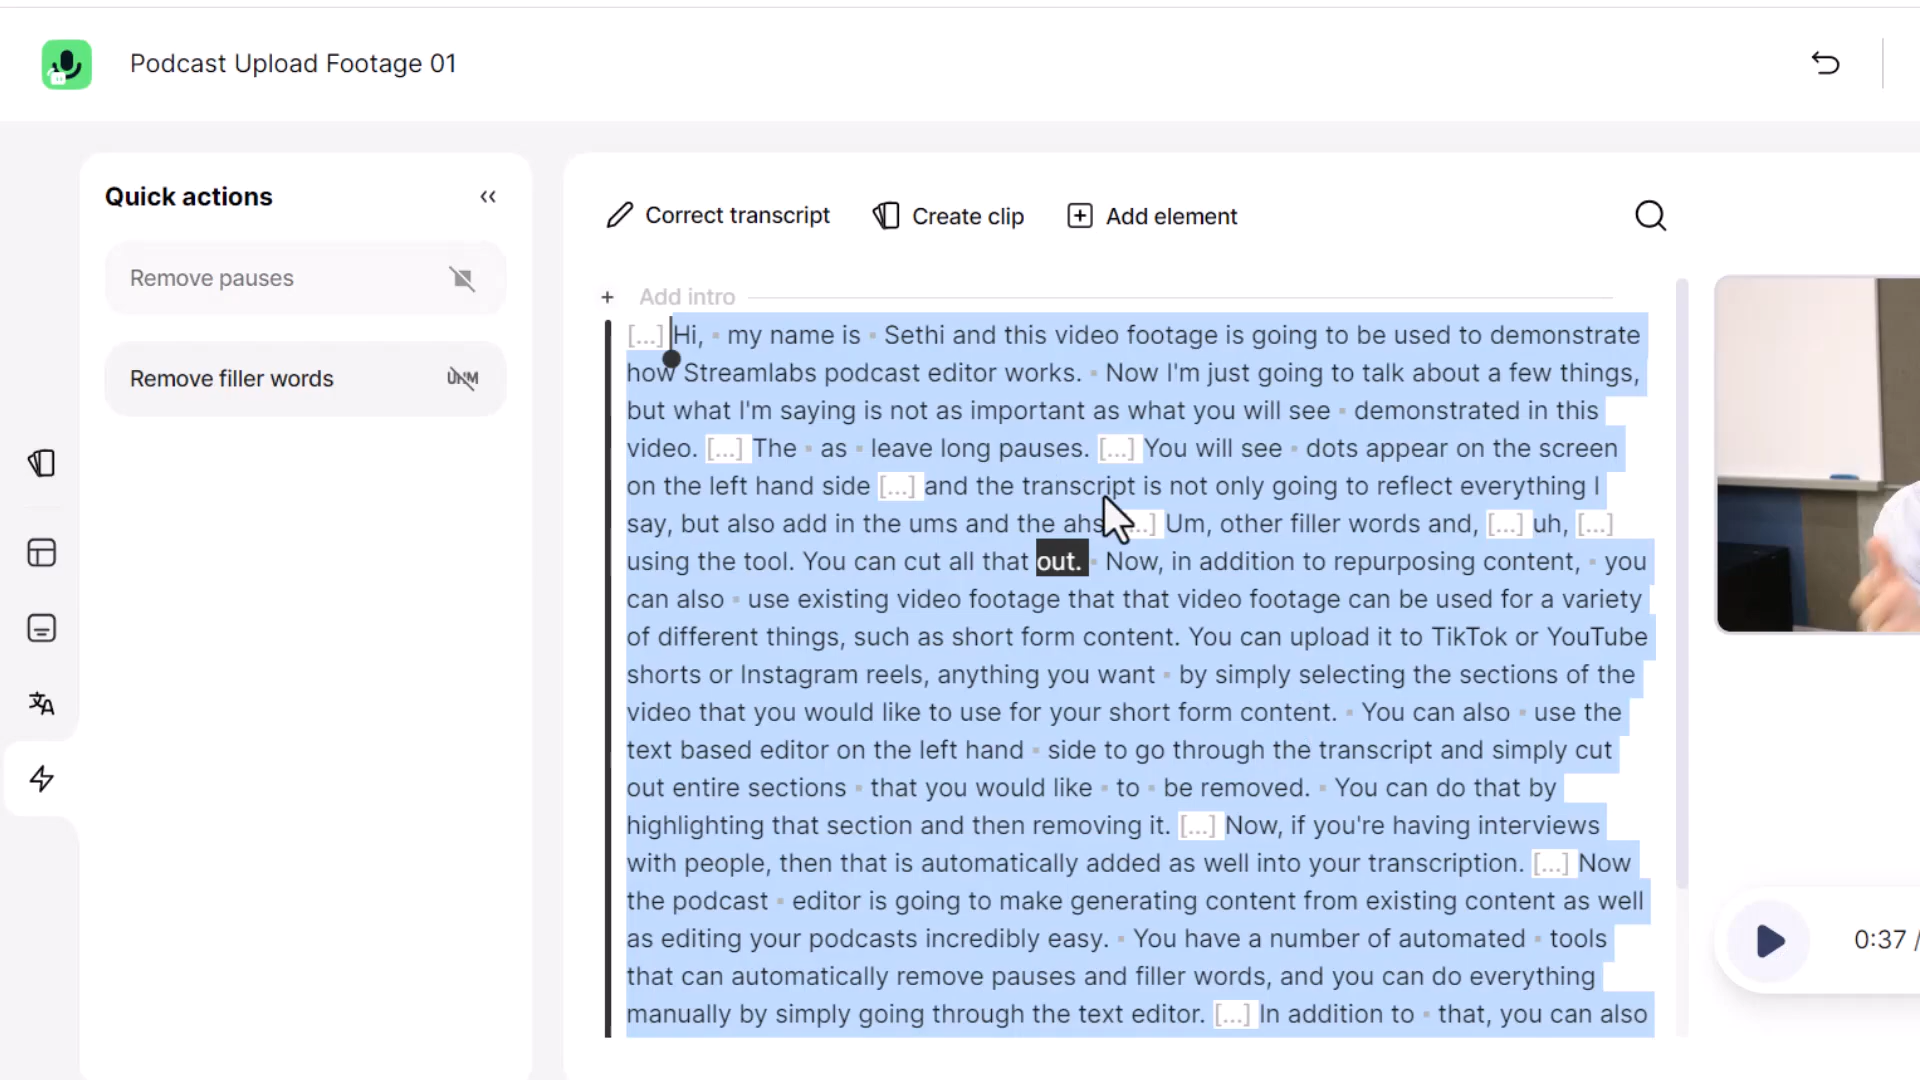 Podcast Upload Footage 01
Quick actions
Remove pauses
Remove filler words
UHM
Correct transcript
Create clip
Add element
Add intro
[...] Hi, my name is Sethi and this video footage is going to be used to demonstrate
how Streamlabs podcast editor works. Now I'm just going to talk about a few things,
but what I'm saying is not as important as what you will see demonstrated in this
video. [...] The as leave long pauses. [...] You will see dots appear on the screen
on the left hand side [...] and the transcript is not only going to reflect everything I
say, but also add in the ums and the ahs ...] Um, other filler words and, [...] uh, [...]
using the tool. You can cut all that out. Now, in addition to repurposing content, you
can also use existing video footage that that video footage can be used for a variety
of different things, such as short form content. You can upload it to TikTok or YouTube
shorts or Instagram reels, anything you want by simply selecting the sections of the
video that you would like to use for your short form content. You can also use the
text based editor on the left hand side to go through the transcript and simply cut
out entire sections that you would like to be removed. You can do that by
highlighting that section and then removing it. [...] Now, if you're having interviews
with people, then that is automatically added as well into your transcription. [...] Now
the podcast editor is going to make generating content from existing content as well
as editing your podcasts incredibly easy. You have a number of automated tools
that can automatically remove pauses and filler words, and you can do everything
manually by simply going through the text editor. [...] In addition to that, you can also
0:37 /